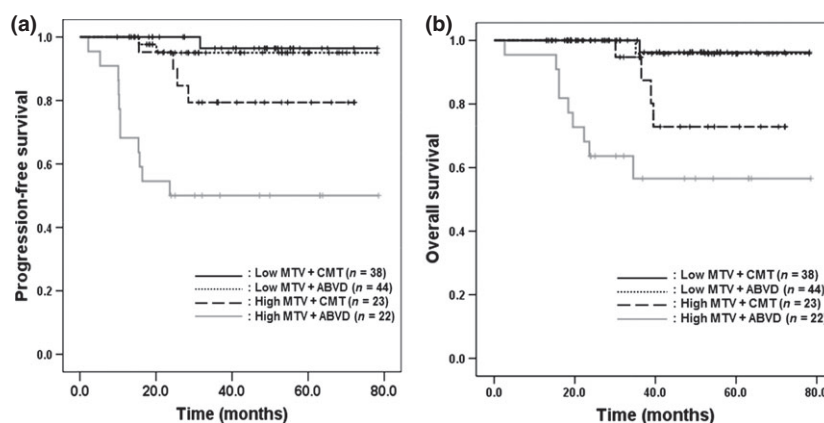 (a)
1.0
0.8
0.6
0.4
0.2
0.0
Progression-free survival
: Low MTV + CMT (n = 38)
: Low MTV + ABVD (n = 44)
: High MTV + CMT (n = 23)
: High MTV + ABVD (n = 22)
0.0 20.0 40.0 60.0 80.0
Time (months)
(b)
1.0
0.8
0.6
0.4
0.2
0.0
Overall survival
: Low MTV + CMT (n = 38)
: Low MTV + ABVD (n = 44)
: High MTV + CMT (n = 23)
: High MTV + ABVD (n = 22)
0.0 20.0 40.0 60.0 80.0
Time (months)